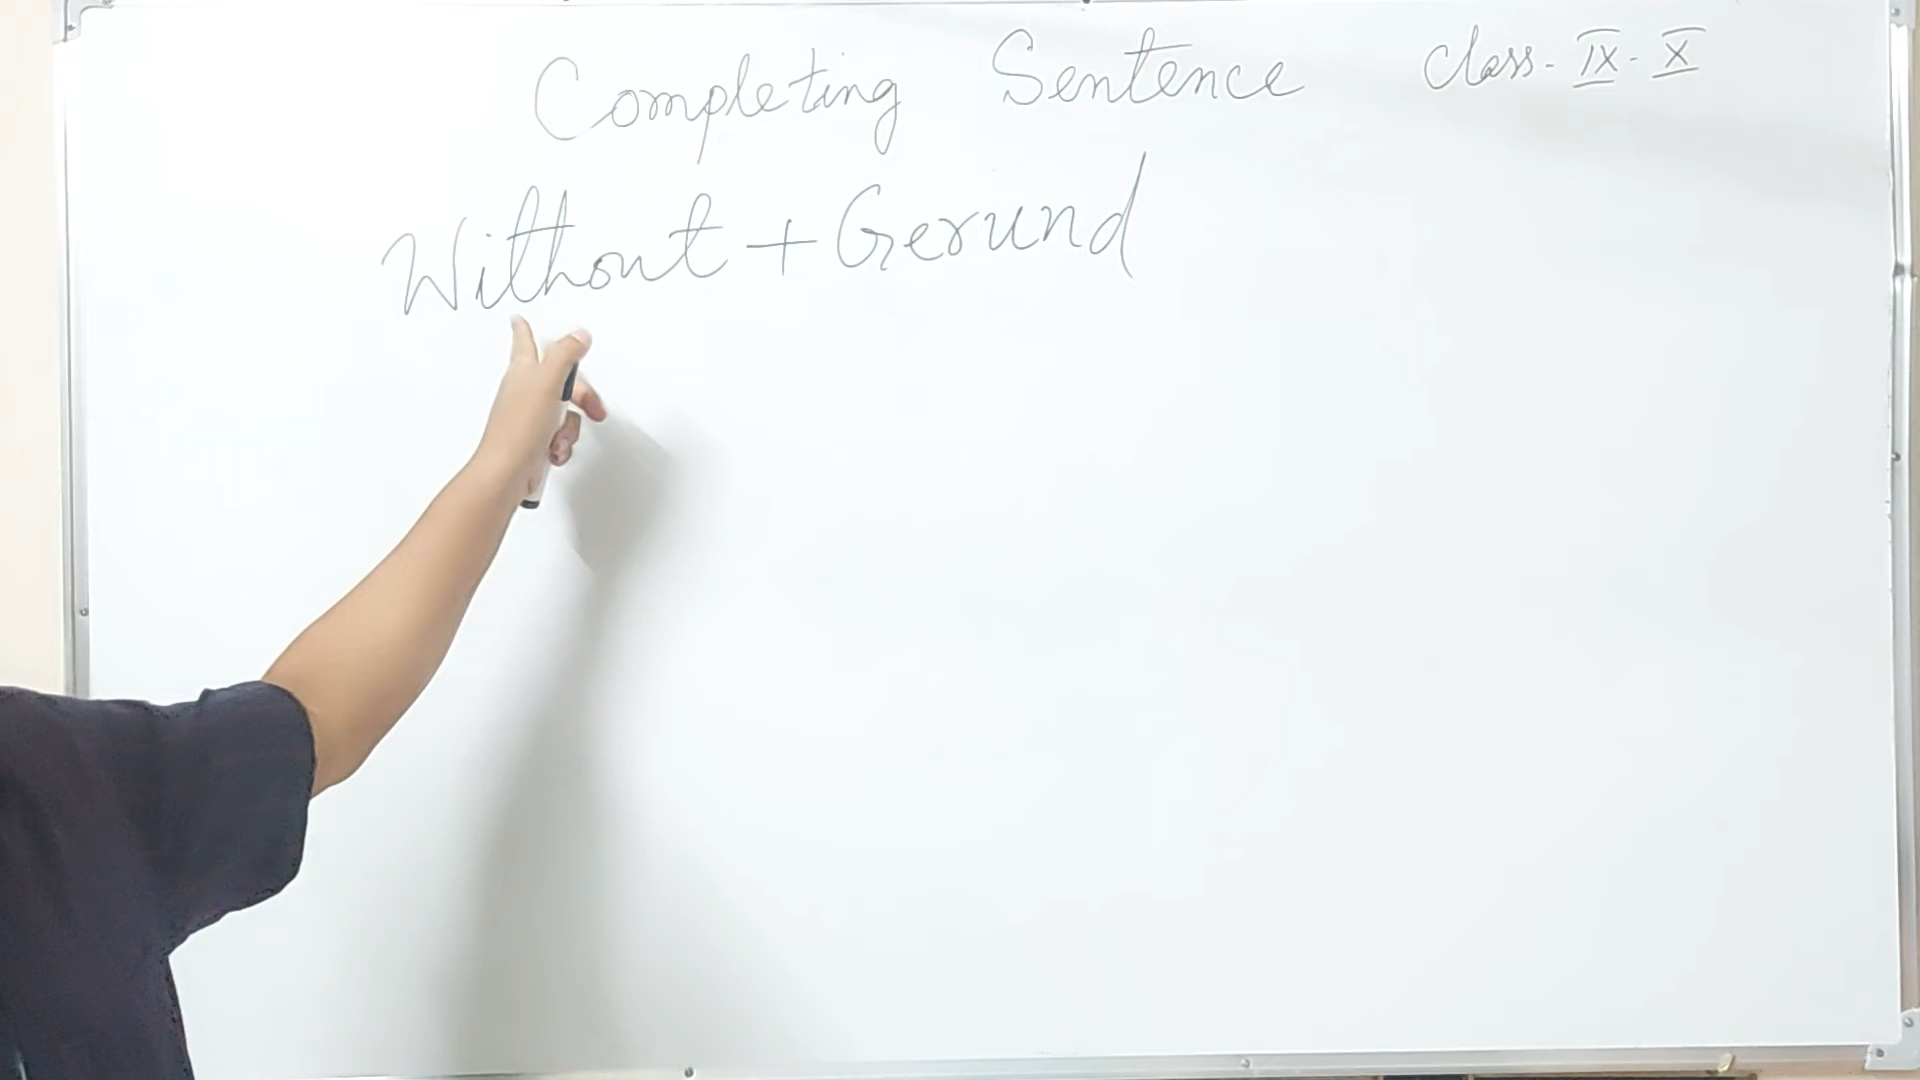 Completing Sentence Class - IX - X
Without + Gerund